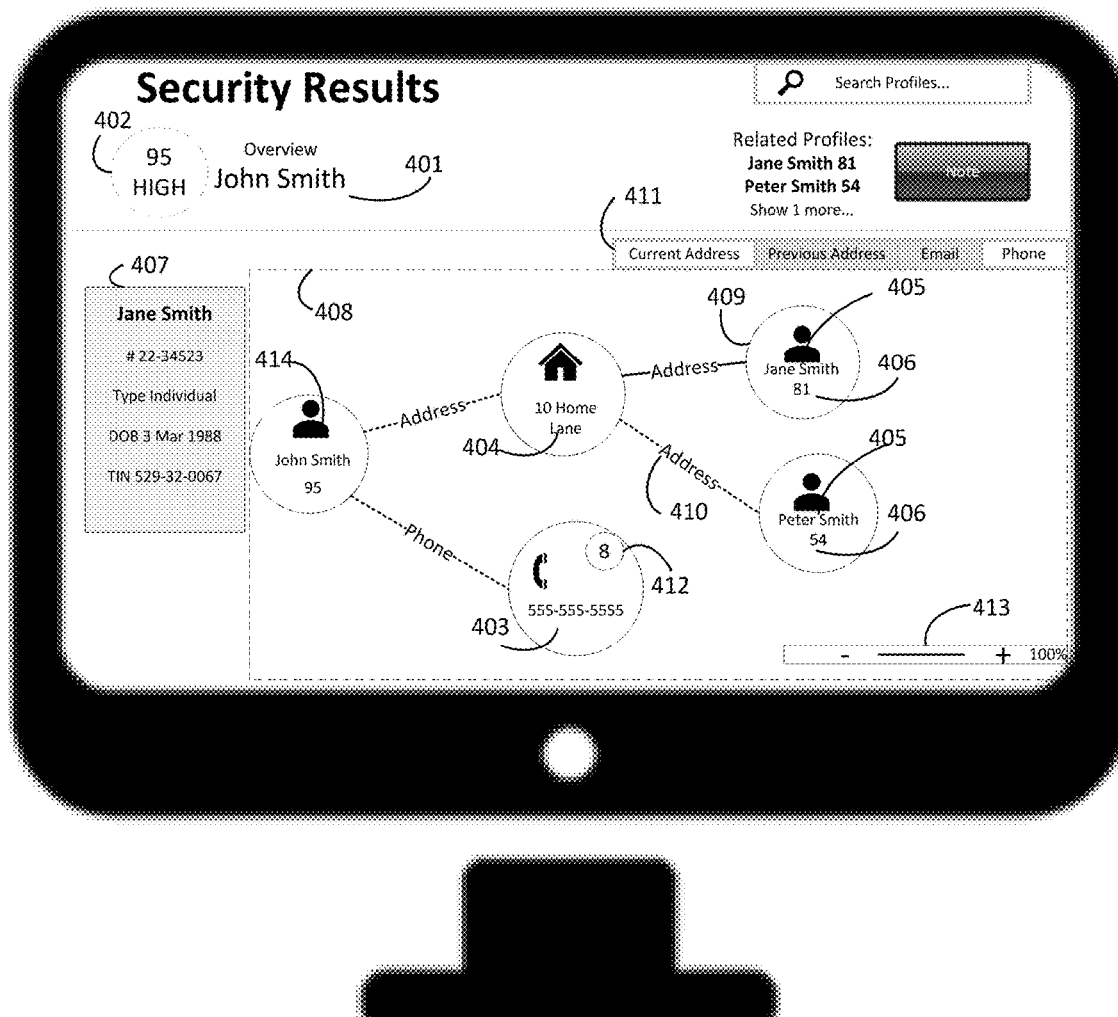 Security Results
Search Profiles...
402
95
HIGH
Overview
John Smith
401
Related Profiles:
Jane Smith 81
Peter Smith 54
Show 1 more...
Note
411
Current Address
Previous Address
Email
Phone
407
Jane Smith
# 22-34523
Type Individual
DOB 3 Mar 1988
TIN 529-32-0067
408
414
John Smith
95
Address
Phone
10 Home
Lane
404
Address
Address
410
409
405
Jane Smith
81
406
405
Peter Smith
54
406
8
412
555-555-5555
403
413
- + 100%